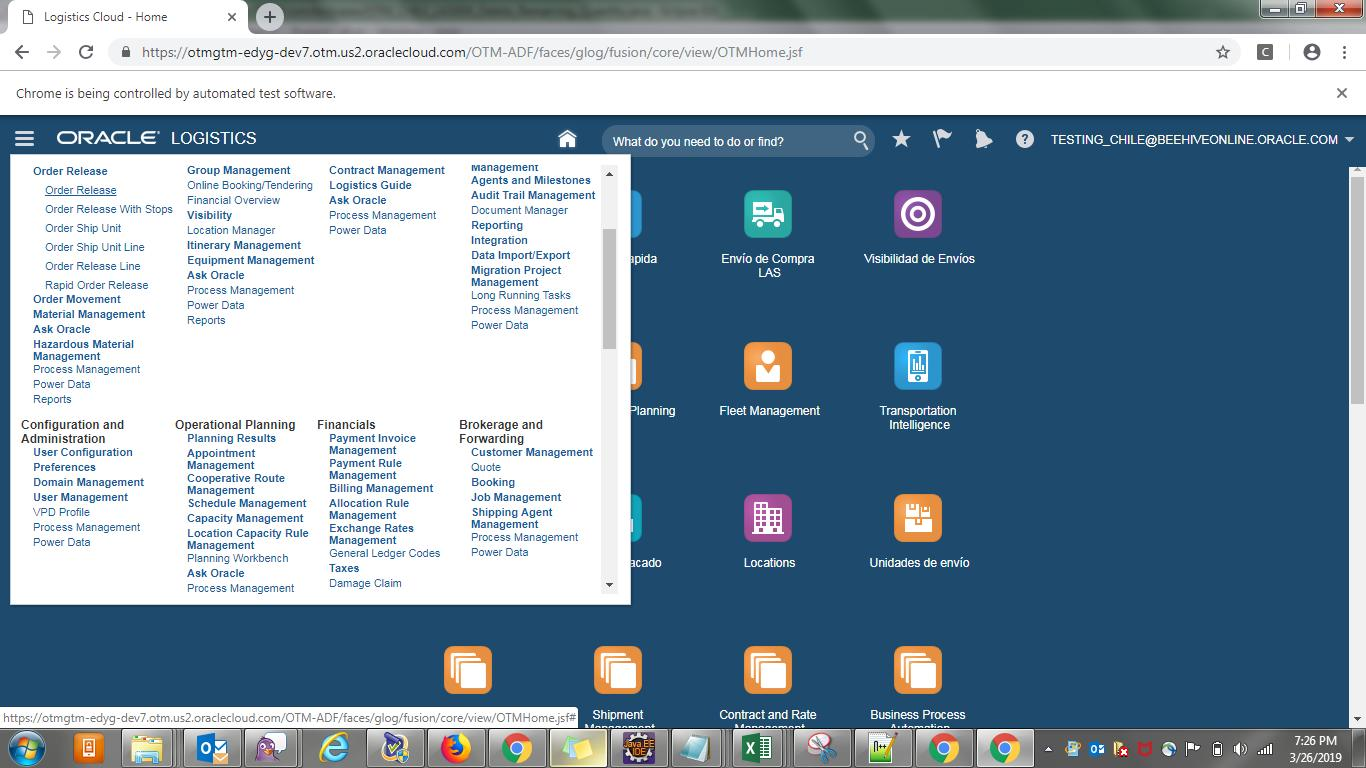 Logistics Cloud - Home
https://otmgtm-edyg-dev7.otm.us2.oraclecloud.com/OTM-ADF/faces/glog/fusion/core/view/OTMHome.jsf
C
Chrome is being controlled by automated test software.
ORACLE LOGISTICS
What do you need to do or find?
TESTING_CHILE@BEEHIVEONLINE.ORACLE.COM
Order Release
Order Release
Order Release With Stops
Order Ship Unit
Order Ship Unit Line
Order Release Line
Rapid Order Release
Order Movement
Material Management
Ask Oracle
Hazardous Material
Management
Process Management
Power Data
Reports
Group Management
Online Booking/Tendering
Financial Overview
Visibility
Location Manager
Itinerary Management
Equipment Management
Ask Oracle
Process Management
Power Data
Reports
Contract Management
Logistics Guide
Ask Oracle
Process Management
Power Data
Management
Agents and Milestones
Audit Trail Management
Document Manager
Reporting
Integration
Data Import/Export
Migration Project
Management
Long Running Tasks
Process Management
Power Data
Configuration and
Administration
User Configuration
Preferences
Domain Management
User Management
VPD Profile
Process Management
Power Data
Operational Planning
Planning Results
Appointment
Management
Cooperative Route
Management
Schedule Management
Capacity Management
Location Capacity Rule
Management
Planning Workbench
Ask Oracle
Process Management
Financials
Payment Invoice
Management
Payment Rule
Management
Billing Management
Allocation Rule
Management
Exchange Rates
Management
General Ledger Codes
Taxes
Damage Claim
Brokerage and
Forwarding
Customer Management
Quote
Booking
Job Management
Shipping Agent
Management
Process Management
Power Data
apida
Envío de Compra
LAS
Visibilidad de Envíos
Planning
Fleet Management
Transportation
Intelligence
acado
Locations
Unidades de envío
Shipment
Management
Contract and Rate
Management
Business Process
Automation
https://otmgtm-edyg-dev7.otm.us2.oraclecloud.com/OTM-ADF/faces/glog/fusion/core/view/OTMHome.jsf#
Java EE
IDE
7:26 PM
3/26/2019